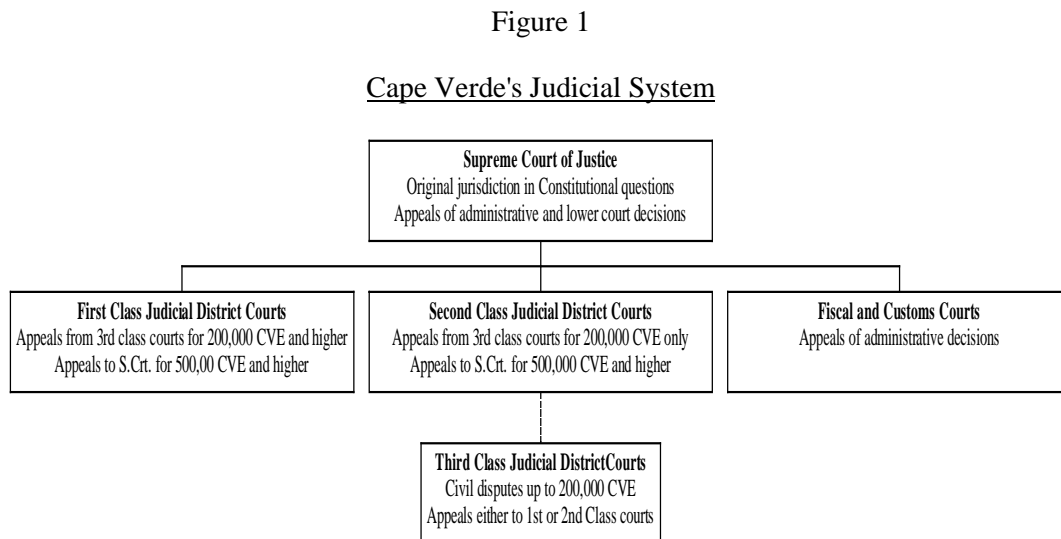 Figure 1
Cape Verde's Judicial System
Supreme Court of Justice
Original jurisdiction in Constitutional questions
Appeals of administrative and lower court decisions
First Class Judicial District Courts
Appeals from 3rd class courts for 200,000 CVE and higher
Appeals to S.Crt. for 500,00 CVE and higher
Second Class Judicial District Courts
Appeals from 3rd class courts for 200,000 CVE only
Appeals to S.Crt. for 500,000 CVE and higher
Fiscal and Customs Courts
Appeals of administrative decisions
Third Class Judicial DistrictCourts
Civil disputes up to 200,000 CVE
Appeals either to 1st or 2nd Class courts